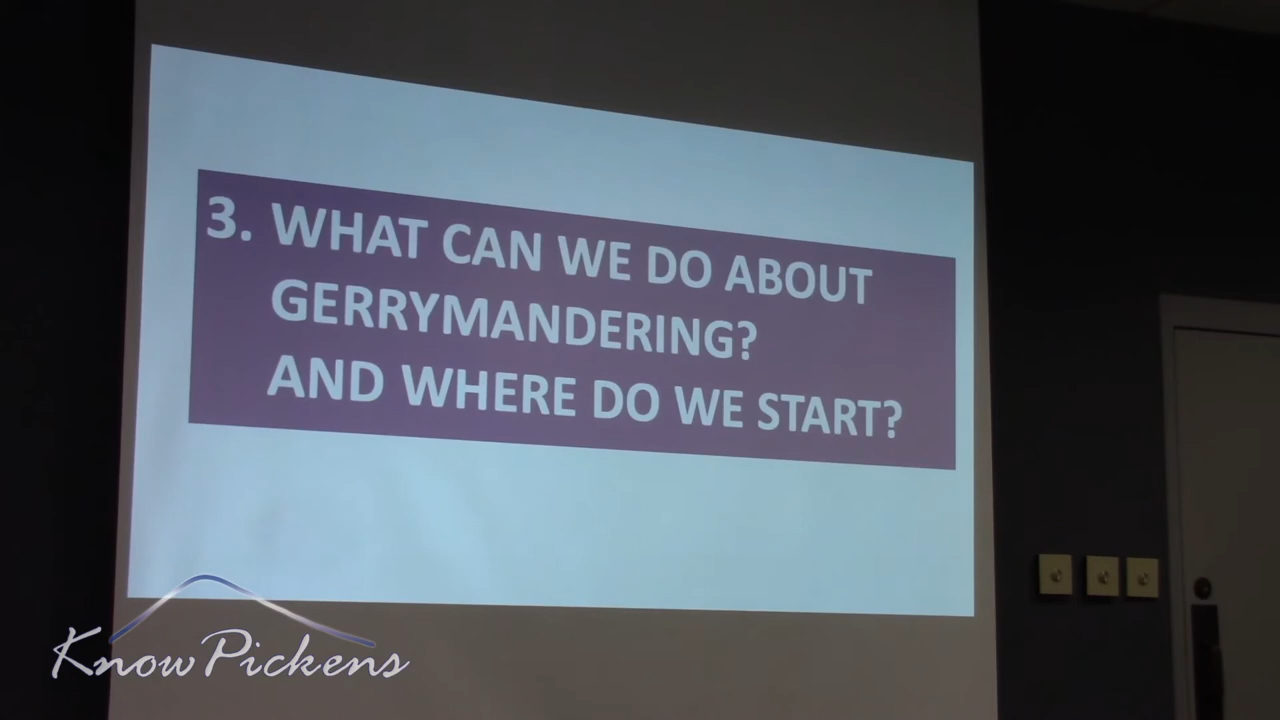 3. WHAT CAN WE DO ABOUT
GERRYMANDERING?
AND WHERE DO WE START?
KnowPickens